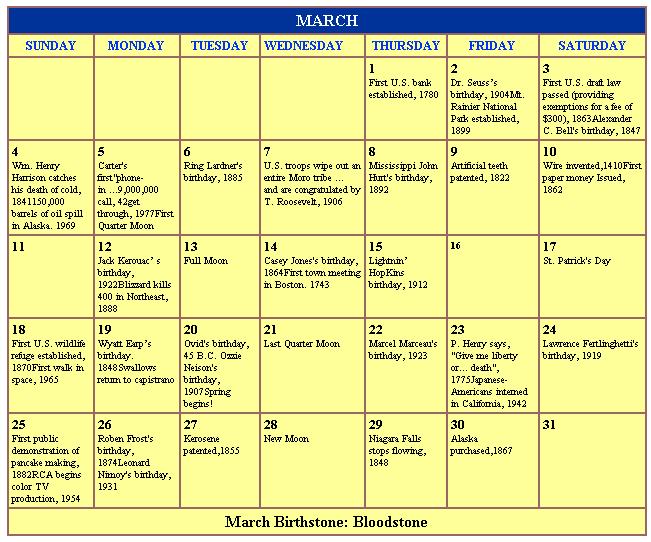 MARCH
SUNDAY MONDAY TUESDAY WEDNESDAY THURSDAY FRIDAY SATURDAY
1
First U.S. bank
established, 1780
2
Dr. Seuss's
birthday, 1904Mt.
Rainier National
Park established,
1899
3
First U.S. draft law
passed (providing
exemptions for a fee of
$300), 1863Alexander
C. Bell's birthday, 1847
4
Wm. Henry
Harrison catches
his death of cold,
1841150,000
barrels of oil spill
in Alaska. 1969
5
Carter's
first"phone-
in ...9,000,000
call, 42get
through, 1977First
Quarter Moon
6
Ring Lardner's
birthday, 1885
7
U.S. troops wipe out an
entire Moro tribe ...
and are congratulated by
T. Roosevelt, 1906
8
Mississippi John
Hurt's birthday,
1892
9
Artificial teeth
patented, 1822
10
Wire invented,1410First
paper money Issued,
1862
11
12
Jack Kerouac' s
birthday,
1922Blizzard kills
400 in Northeast,
1888
13
Full Moon
14
Casey Jones's birthday,
1864First town meeting
in Boston. 1743
15
Lightnin'
HopKins
birthday, 1912
16
17
St. Patrick's Day
18
First U.S. wildlife
refuge established,
1870First walk in
space, 1965
19
Wyatt Earp's
birthday.
1848Swallows
return to capistrano
20
Ovid's birthday,
45 B.C. Ozzie
Neison's
birthday,
1907Spring
begins!
21
Last Quarter Moon
22
Marcel Marceau's
birthday, 1923
23
P. Henry says,
"Give me liberty
or... death",
1775Japanese-
Americans interned
in California, 1942
24
Lawrence Fertlinghetti's
birthday, 1919
25
First public
demonstration of
pancake making,
1882RCA begins
color TV
production, 1954
26
Roben Frost's
birthday,
1874Leonard
Nimoy's birthday,
1931
27
Kerosene
patented,1855
28
New Moon
29
Niagara Falls
stops flowing,
1848
30
Alaska
purchased,1867
31
March Birthstone: Bloodstone